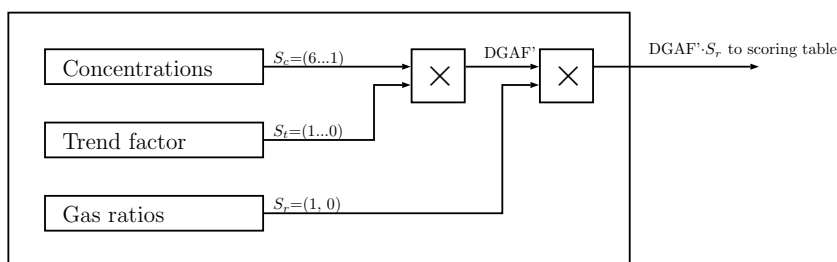 Concentrations
S_c=(6...1)
DGAF'
DGAF'·S_r to scoring table
×
×
Trend factor
S_t=(1...0)
Gas ratios
S_r=(1, 0)